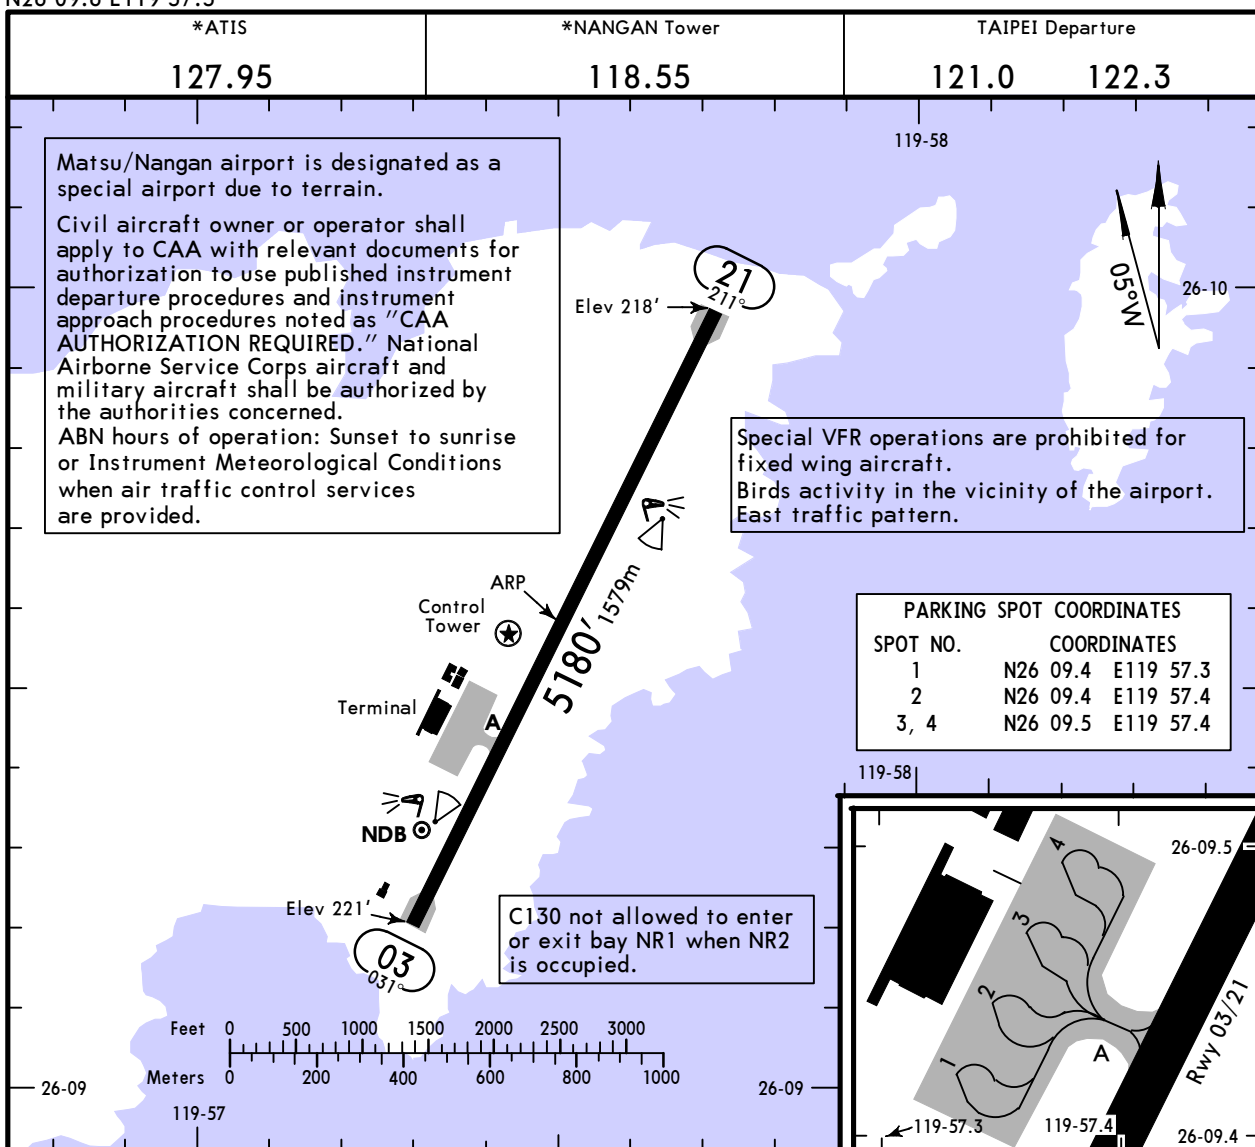 N26 09.6 E119 57.5
*ATIS
127.95
*NANGAN Tower
118.55
TAIPEI Departure
121.0 122.3
Matsu/Nangan airport is designated as a
special airport due to terrain.
Civil aircraft owner or operator shall
apply to CAA with relevant documents for
authorization to use published instrument
departure procedures and instrument
approach procedures noted as "CAA
AUTHORIZATION REQUIRED." National
Airborne Service Corps aircraft and
military aircraft shall be authorized by
the authorities concerned.
ABN hours of operation: Sunset to sunrise
or Instrument Meteorological Conditions
when air traffic control services
are provided.
119-58
05°W
26-10
21
211°
Elev 218'
Special VFR operations are prohibited for
fixed wing aircraft.
Birds activity in the vicinity of the airport.
East traffic pattern.
ARP
Control
Tower
5180' 1579m
Terminal
A
PARKING SPOT COORDINATES
SPOT NO. COORDINATES
1 N26 09.4 E119 57.3
2 N26 09.4 E119 57.4
3, 4 N26 09.5 E119 57.4
119-58
NDB
Elev 221'
03
031°
C130 not allowed to enter
or exit bay NR1 when NR2
is occupied.
Feet 0 500 1000 1500 2000 2500 3000
Meters 0 200 400 600 800 1000
26-09
26-09
119-57
26-09.5
4
3
2
1
A
Rwy 03/21
119-57.3
119-57.4
26-09.4